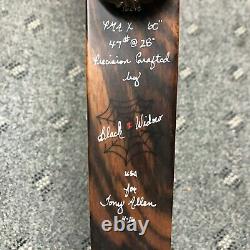 PMA X 60"
47# @ 28"
Precision Crafted
by
Black Widow
USA
for
Tony Allen